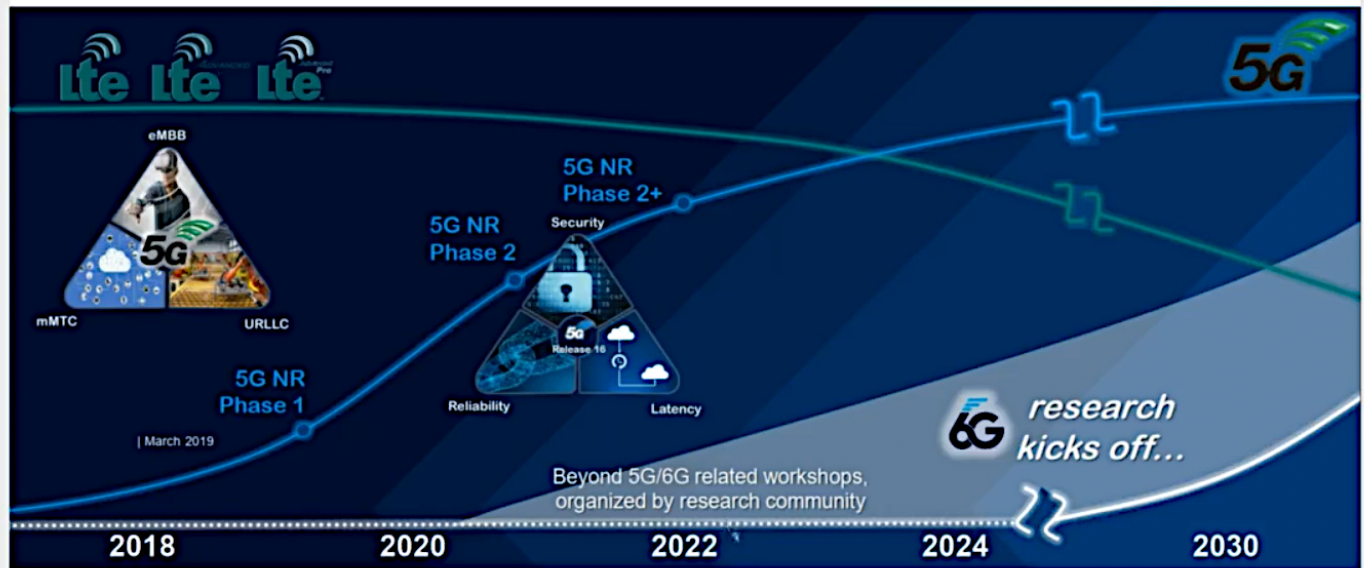 Lte
Lte ADVANCED
Lte Advanced Pro
5G
eMBB
5G
mMTC
URLLC
5G NR
Phase 2+
5G NR
Phase 2
Security
5G
Release 16
Reliability
Latency
5G NR
Phase 1
| March 2019
6G
research
kicks off...
Beyond 5G/6G related workshops,
organized by research community
2018
2020
2022
2024
2030